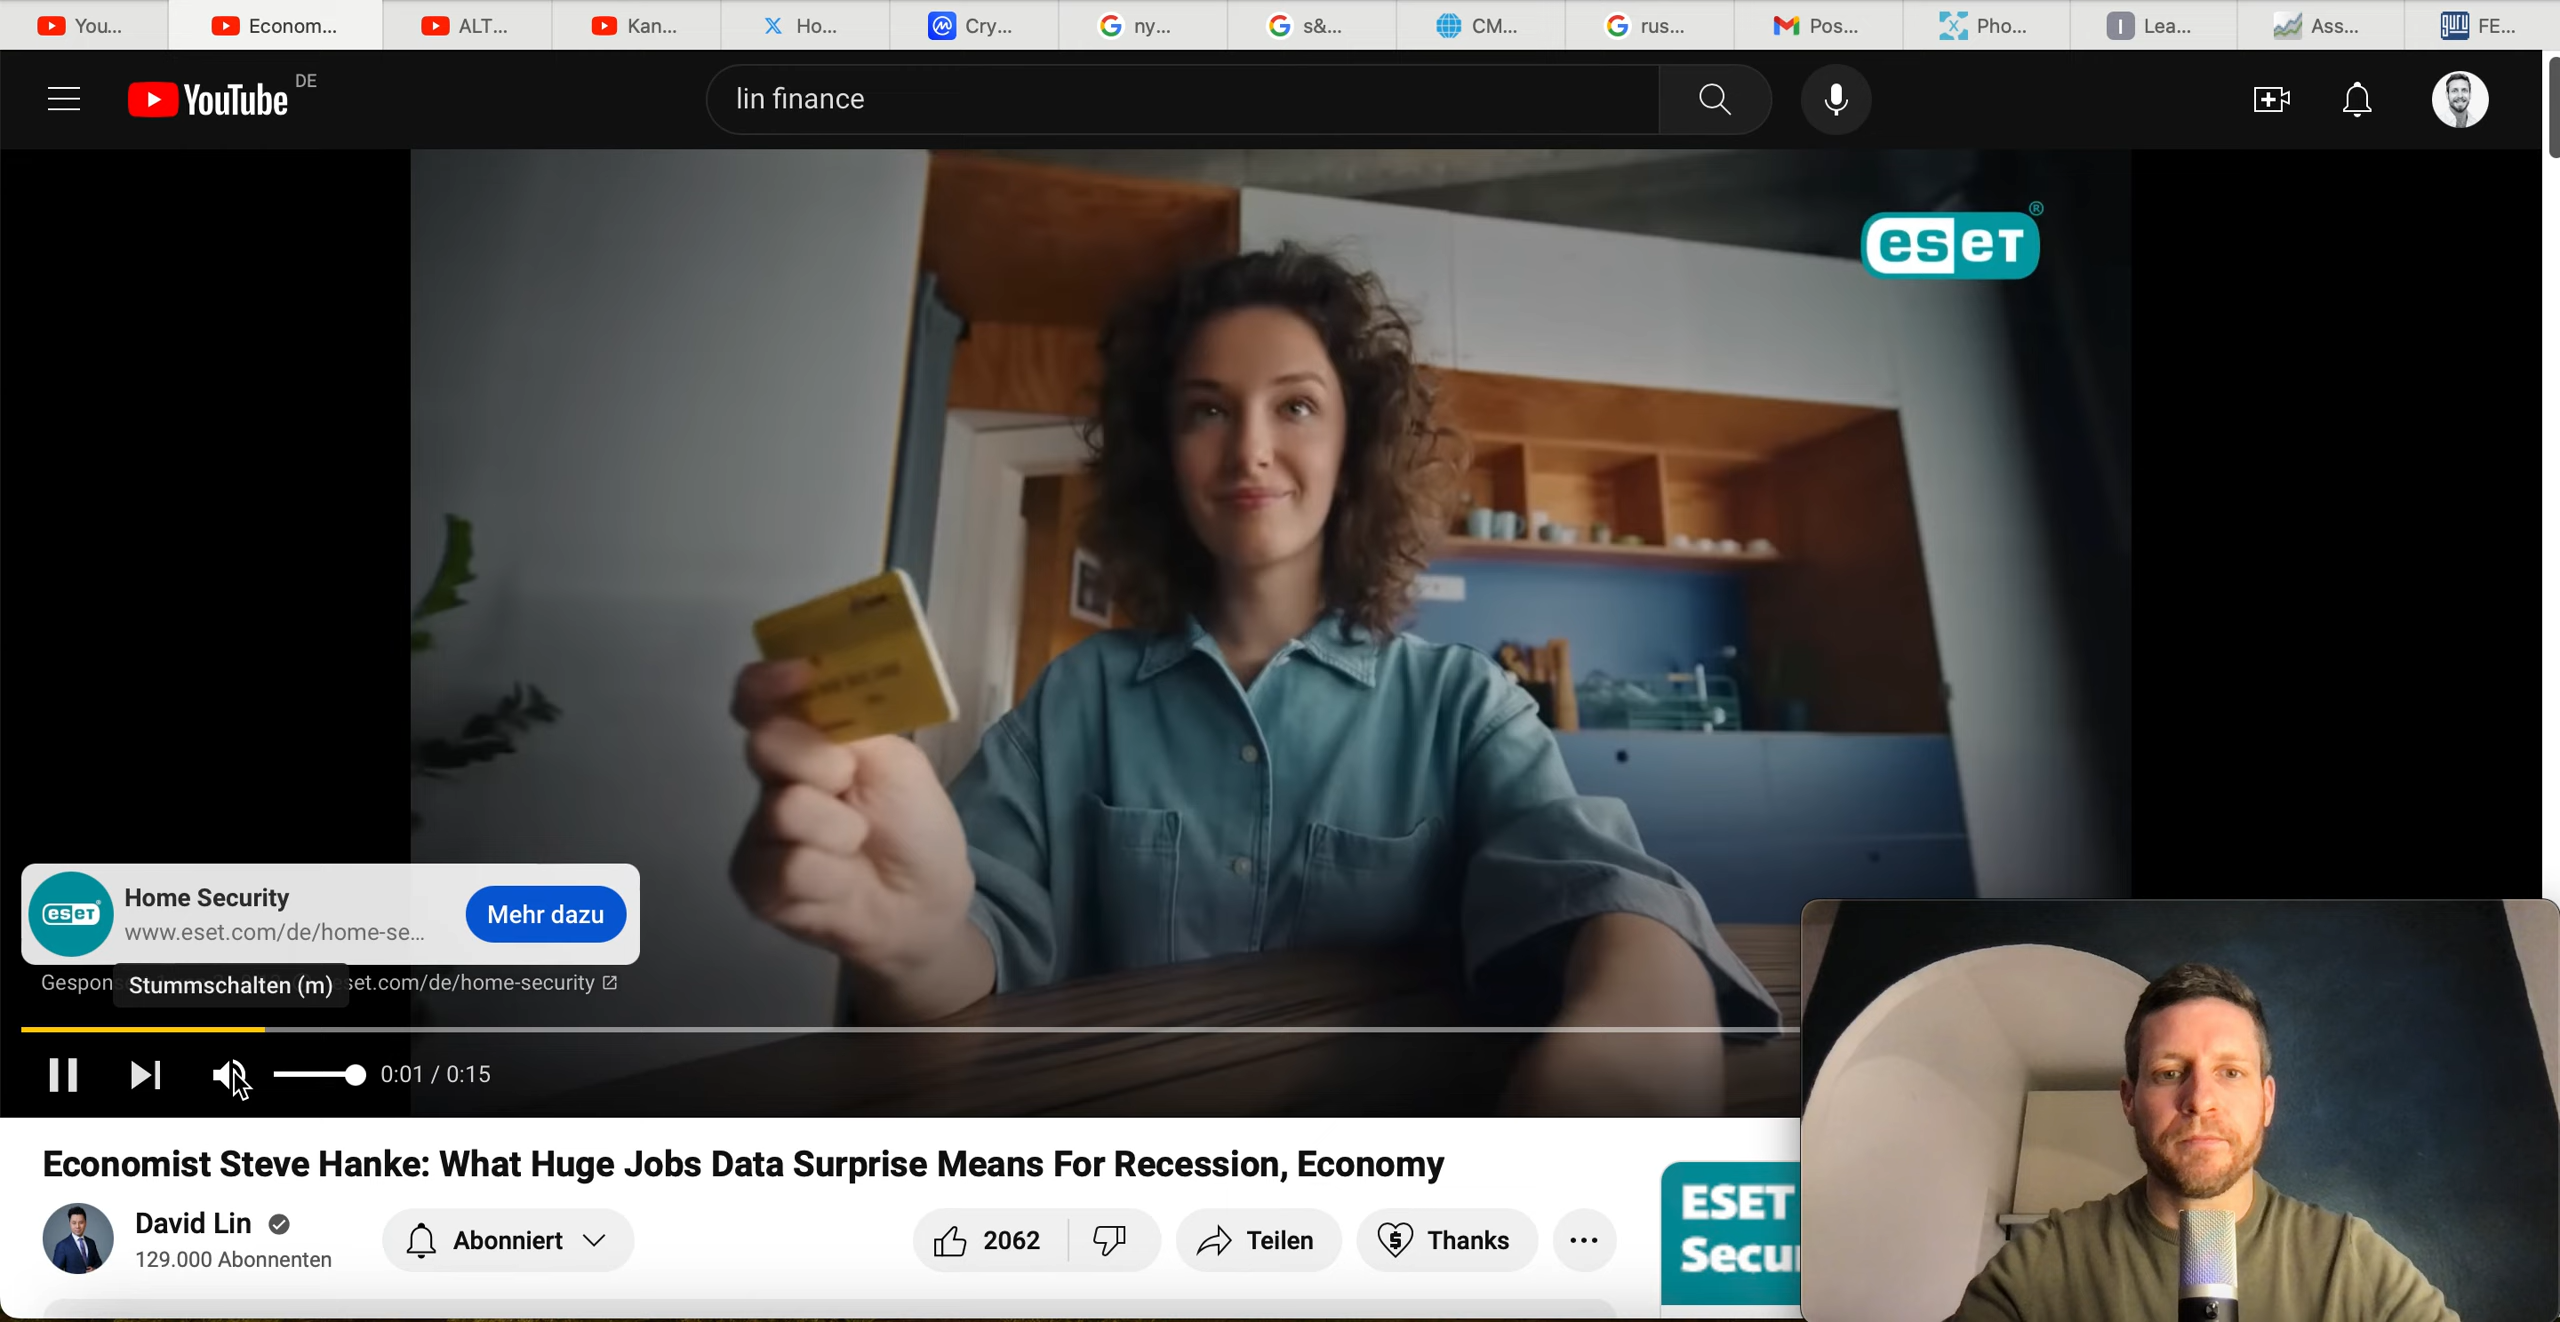 You...
Econom...
ALT...
Kan...
Ho...
Cry...
ny...
s&...
CM...
rus...
Pos...
Pho...
Lea...
Ass...
guru FE...
YouTube DE
lin finance
eset®
eset
Home Security
www.eset.com/de/home-se...
Mehr dazu
Gespon
Stummschalten (m)
set.com/de/home-security
0:01 / 0:15
Economist Steve Hanke: What Huge Jobs Data Surprise Means For Recession, Economy
David Lin
129.000 Abonnenten
Abonniert
2062
Teilen
Thanks
ESET
Secu